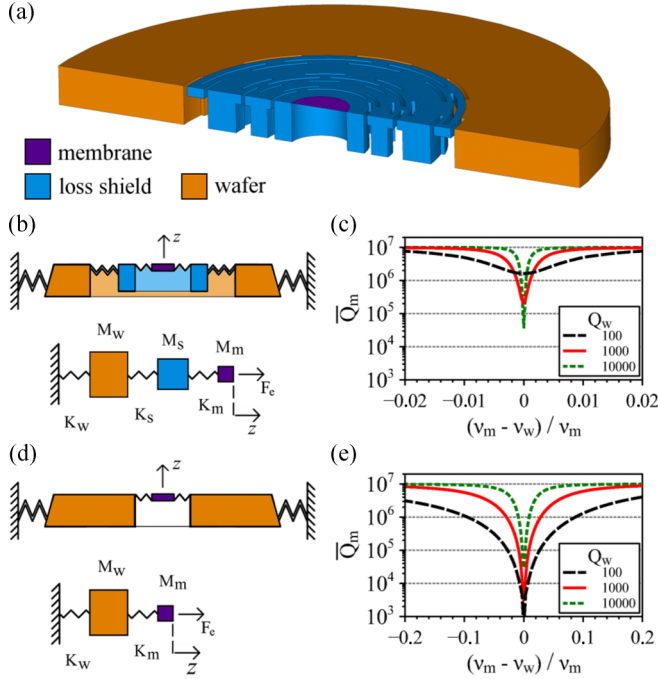 (a)
membrane
loss shield
wafer
(b)
z
M_w
M_s
M_m
F_e
K_w
K_s
K_m
z
(c)
10^7
10^6
10^5
10^4
10^3
Q̅_m
Q_w
100
1000
10000
−0.02
−0.01
0
0.01
0.02
(ν_m - ν_w) / ν_m
(d)
z
M_w
M_m
F_e
K_w
K_m
z
(e)
10^7
10^6
10^5
10^4
10^3
Q̅_m
Q_w
100
1000
10000
−0.2
−0.1
0
0.1
0.2
(ν_m - ν_w) / ν_m